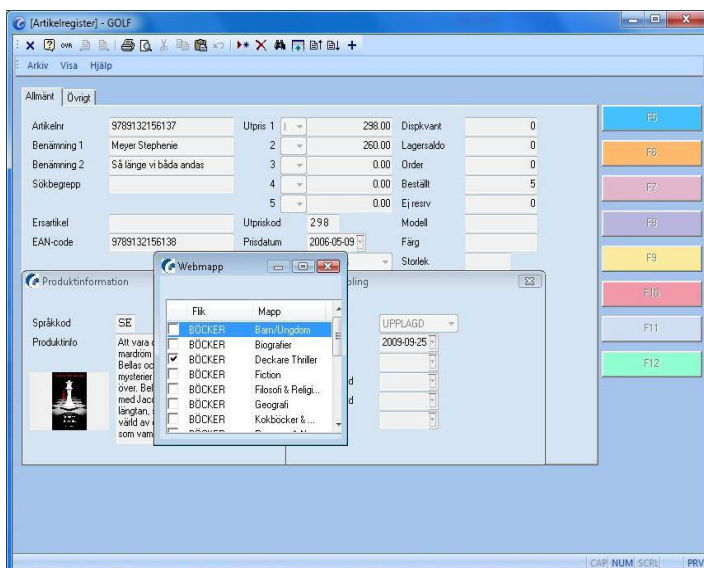 [Artikelregister] - GOLF
OVR
Arkiv Visa Hjälp
Allmänt Övrigt
Artikelnr 9789132156137 Utpris 1 298.00 Dispkvant 0 F5
Benämning 1 Meyer Stephenie 2 260.00 Lagersaldo 0 F6
Benämning 2 Så länge vi båda andas 3 0.00 Order 0
Sökbegrepp 4 0.00 Beställt 5 F7
5 0.00 Ej resrv 0
Ersartikel Utpriskod 298 Modell F8
EAN-code 9789132156138 Prisdatum 2006-05-09 Färg
Storlek F9
Webmapp
Produktinformation
F10
Flik Mapp
Språkkod SE BÖCKER Barn/Ungdom UPPLAGD F11
Produktinfo Att vara BÖCKER Biografier 2009-09-25
mardröm BÖCKER Deckare Thriller F12
Bellas oc BÖCKER Fiction
mysterier BÖCKER Filosofi & Religi...
över. Bel BÖCKER Geografi
med Jaco BÖCKER Kokböcker & ...
längtan,
värld av
som vam
CAP NUM SCRL PRV